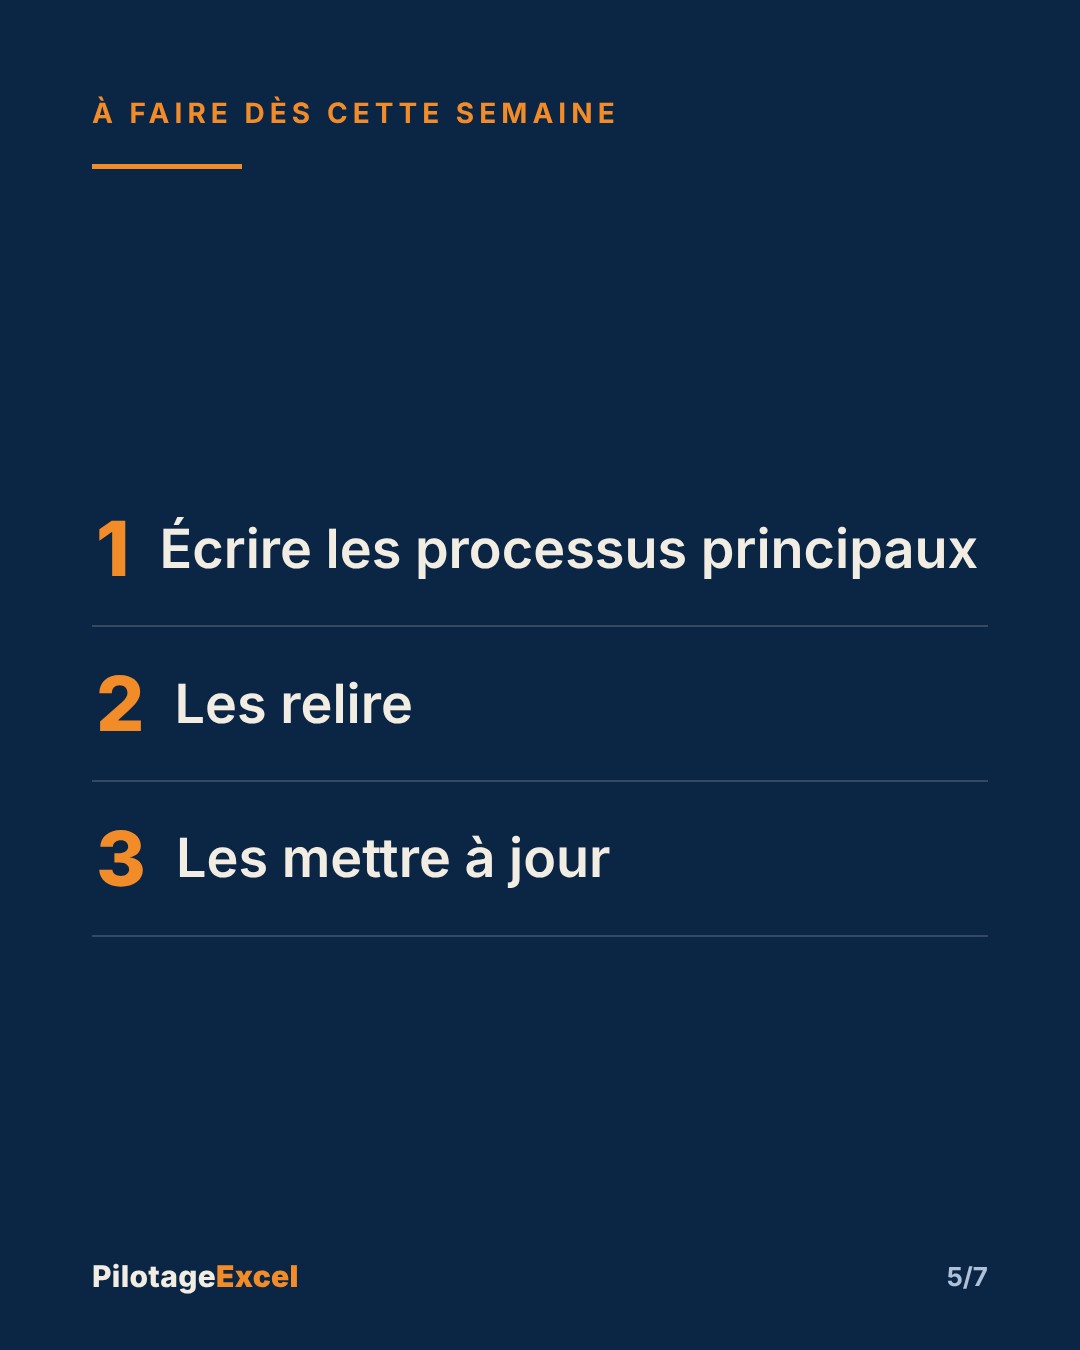 À FAIRE DÈS CETTE SEMAINE
1 Écrire les processus principaux
2 Les relire
3 Les mettre à jour
PilotageExcel
5/7